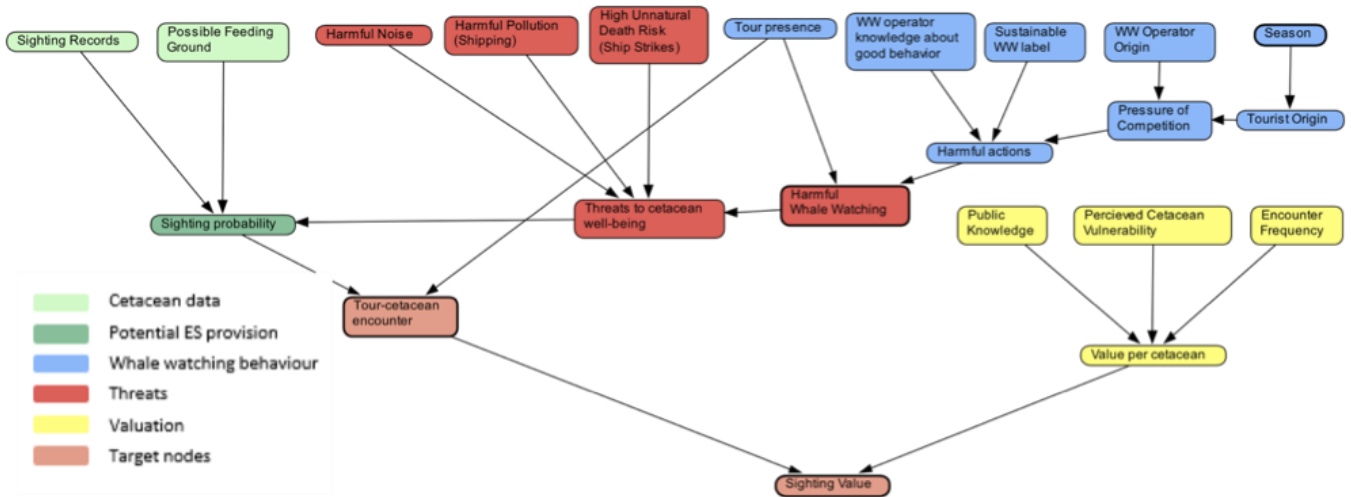 Sighting Records
Possible Feeding
Ground
Harmful Noise
Harmful Pollution
(Shipping)
High Unnatural
Death Risk
(Ship Strikes)
Tour presence
WW operator
knowledge about
good behavior
Sustainable
WW label
WW Operator
Origin
Season
Pressure of
Competition
Tourist Origin
Harmful actions
Harmful
Whale Watching
Threats to cetacean
well-being
Sighting probability
Public
Knowledge
Percieved Cetacean
Vulnerability
Encounter
Frequency
Tour-cetacean
encounter
Value per cetacean
Sighting Value
Cetacean data
Potential ES provision
Whale watching behaviour
Threats
Valuation
Target nodes